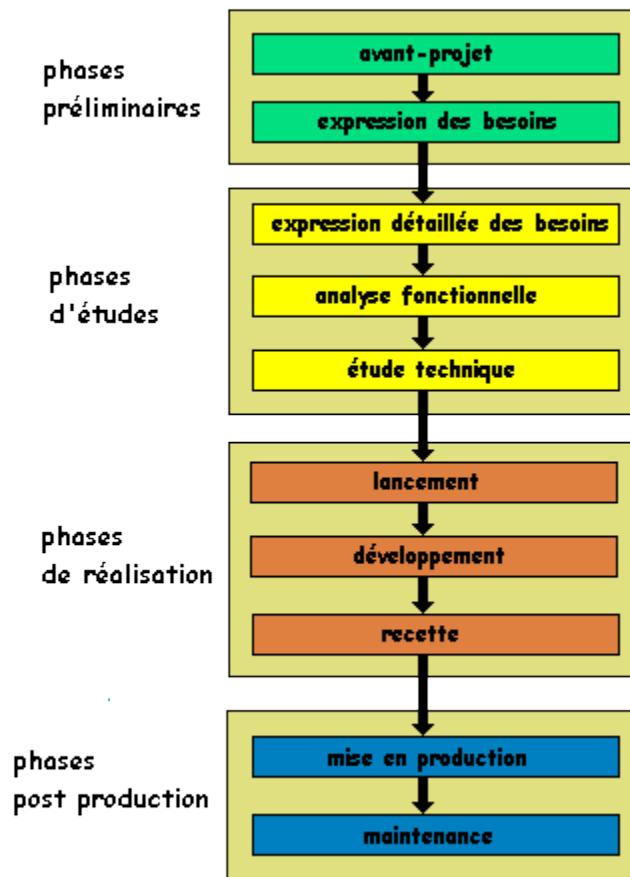 phases
préliminaires
avant-projet
expression des besoins
phases
d'études
expression détaillée des besoins
analyse fonctionnelle
étude technique
phases
de réalisation
lancement
développement
recette
phases
post production
mise en production
maintenance